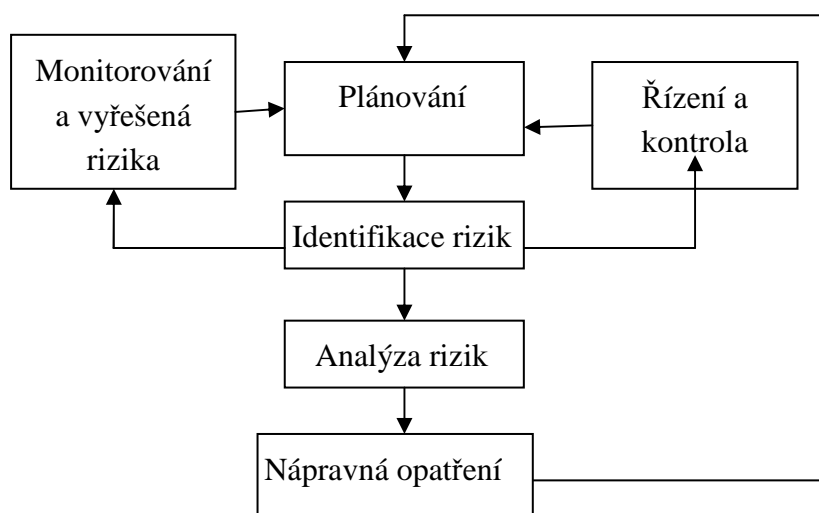 Monitorování
a vyřešená
rizika
Plánování
Řízení a
kontrola
Identifikace rizik
Analýza rizik
Nápravná opatření